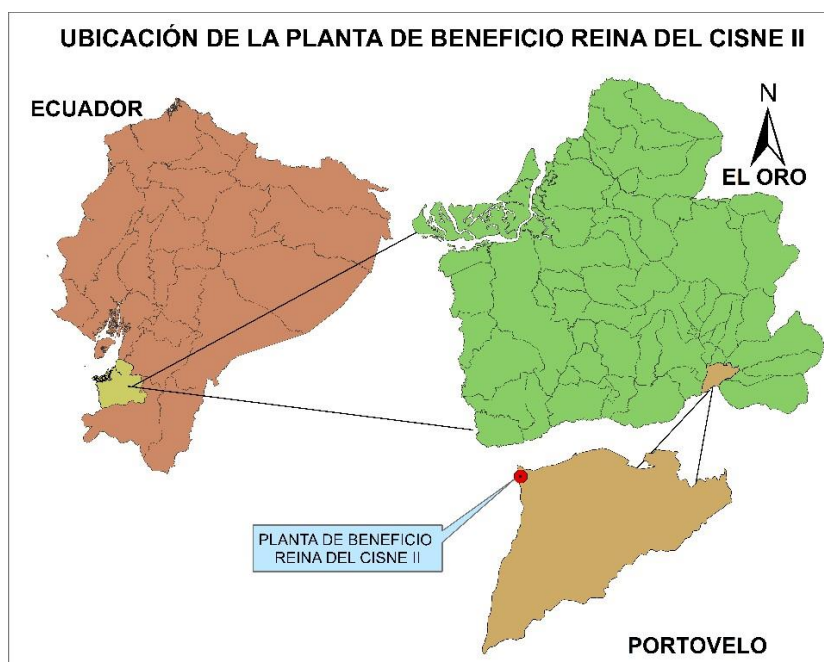 UBICACIÓN DE LA PLANTA DE BENEFICIO REINA DEL CISNE II
ECUADOR
N
EL ORO
PLANTA DE BENEFICIO
REINA DEL CISNE II
PORTOVELO